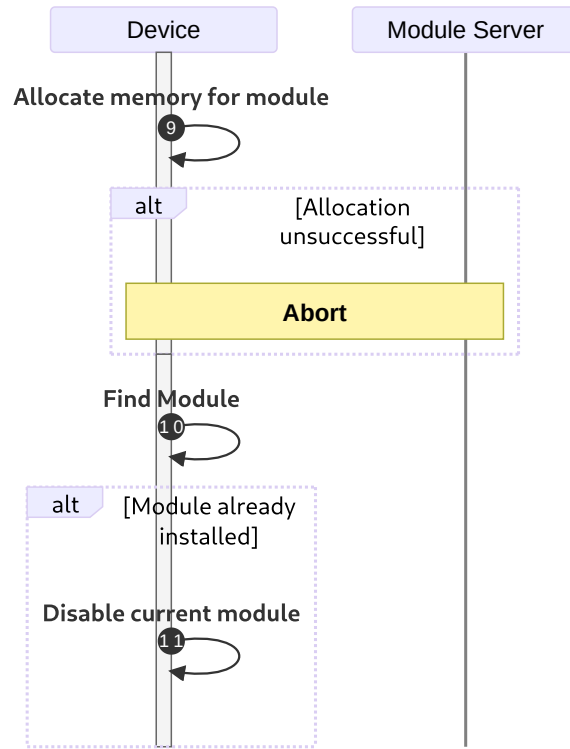 Device
Module Server
Allocate memory for module
9
alt
[Allocation
unsuccessful]
Abort
Find Module
10
alt
[Module already
installed]
Disable current module
11